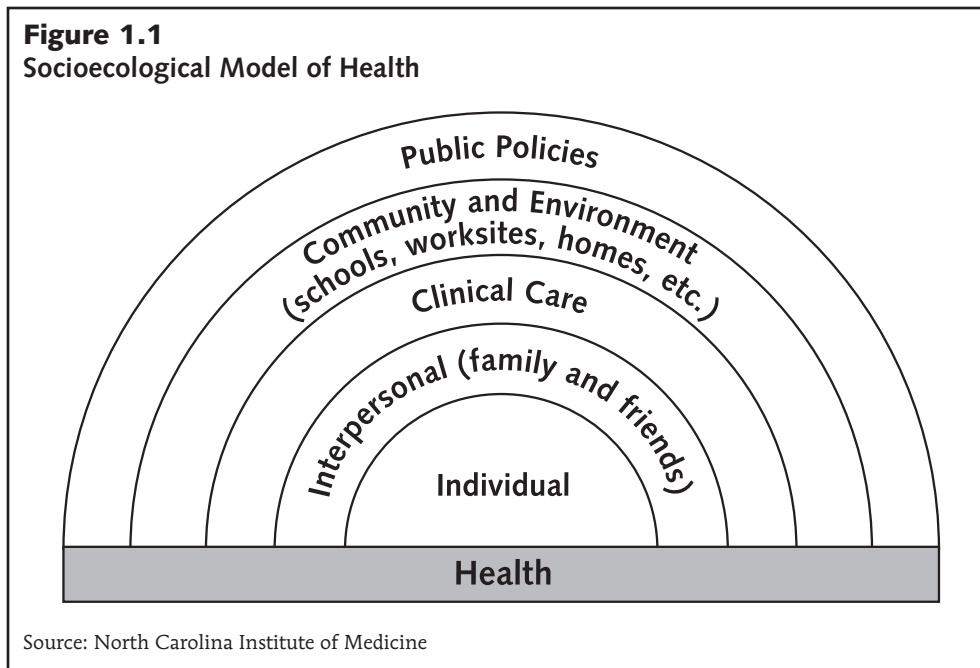 Figure 1.1
Socioecological Model of Health
Public Policies
Community and Environment
(schools, worksites, homes, etc.)
Clinical Care
Interpersonal (family and friends)
Individual
Health
Source: North Carolina Institute of Medicine